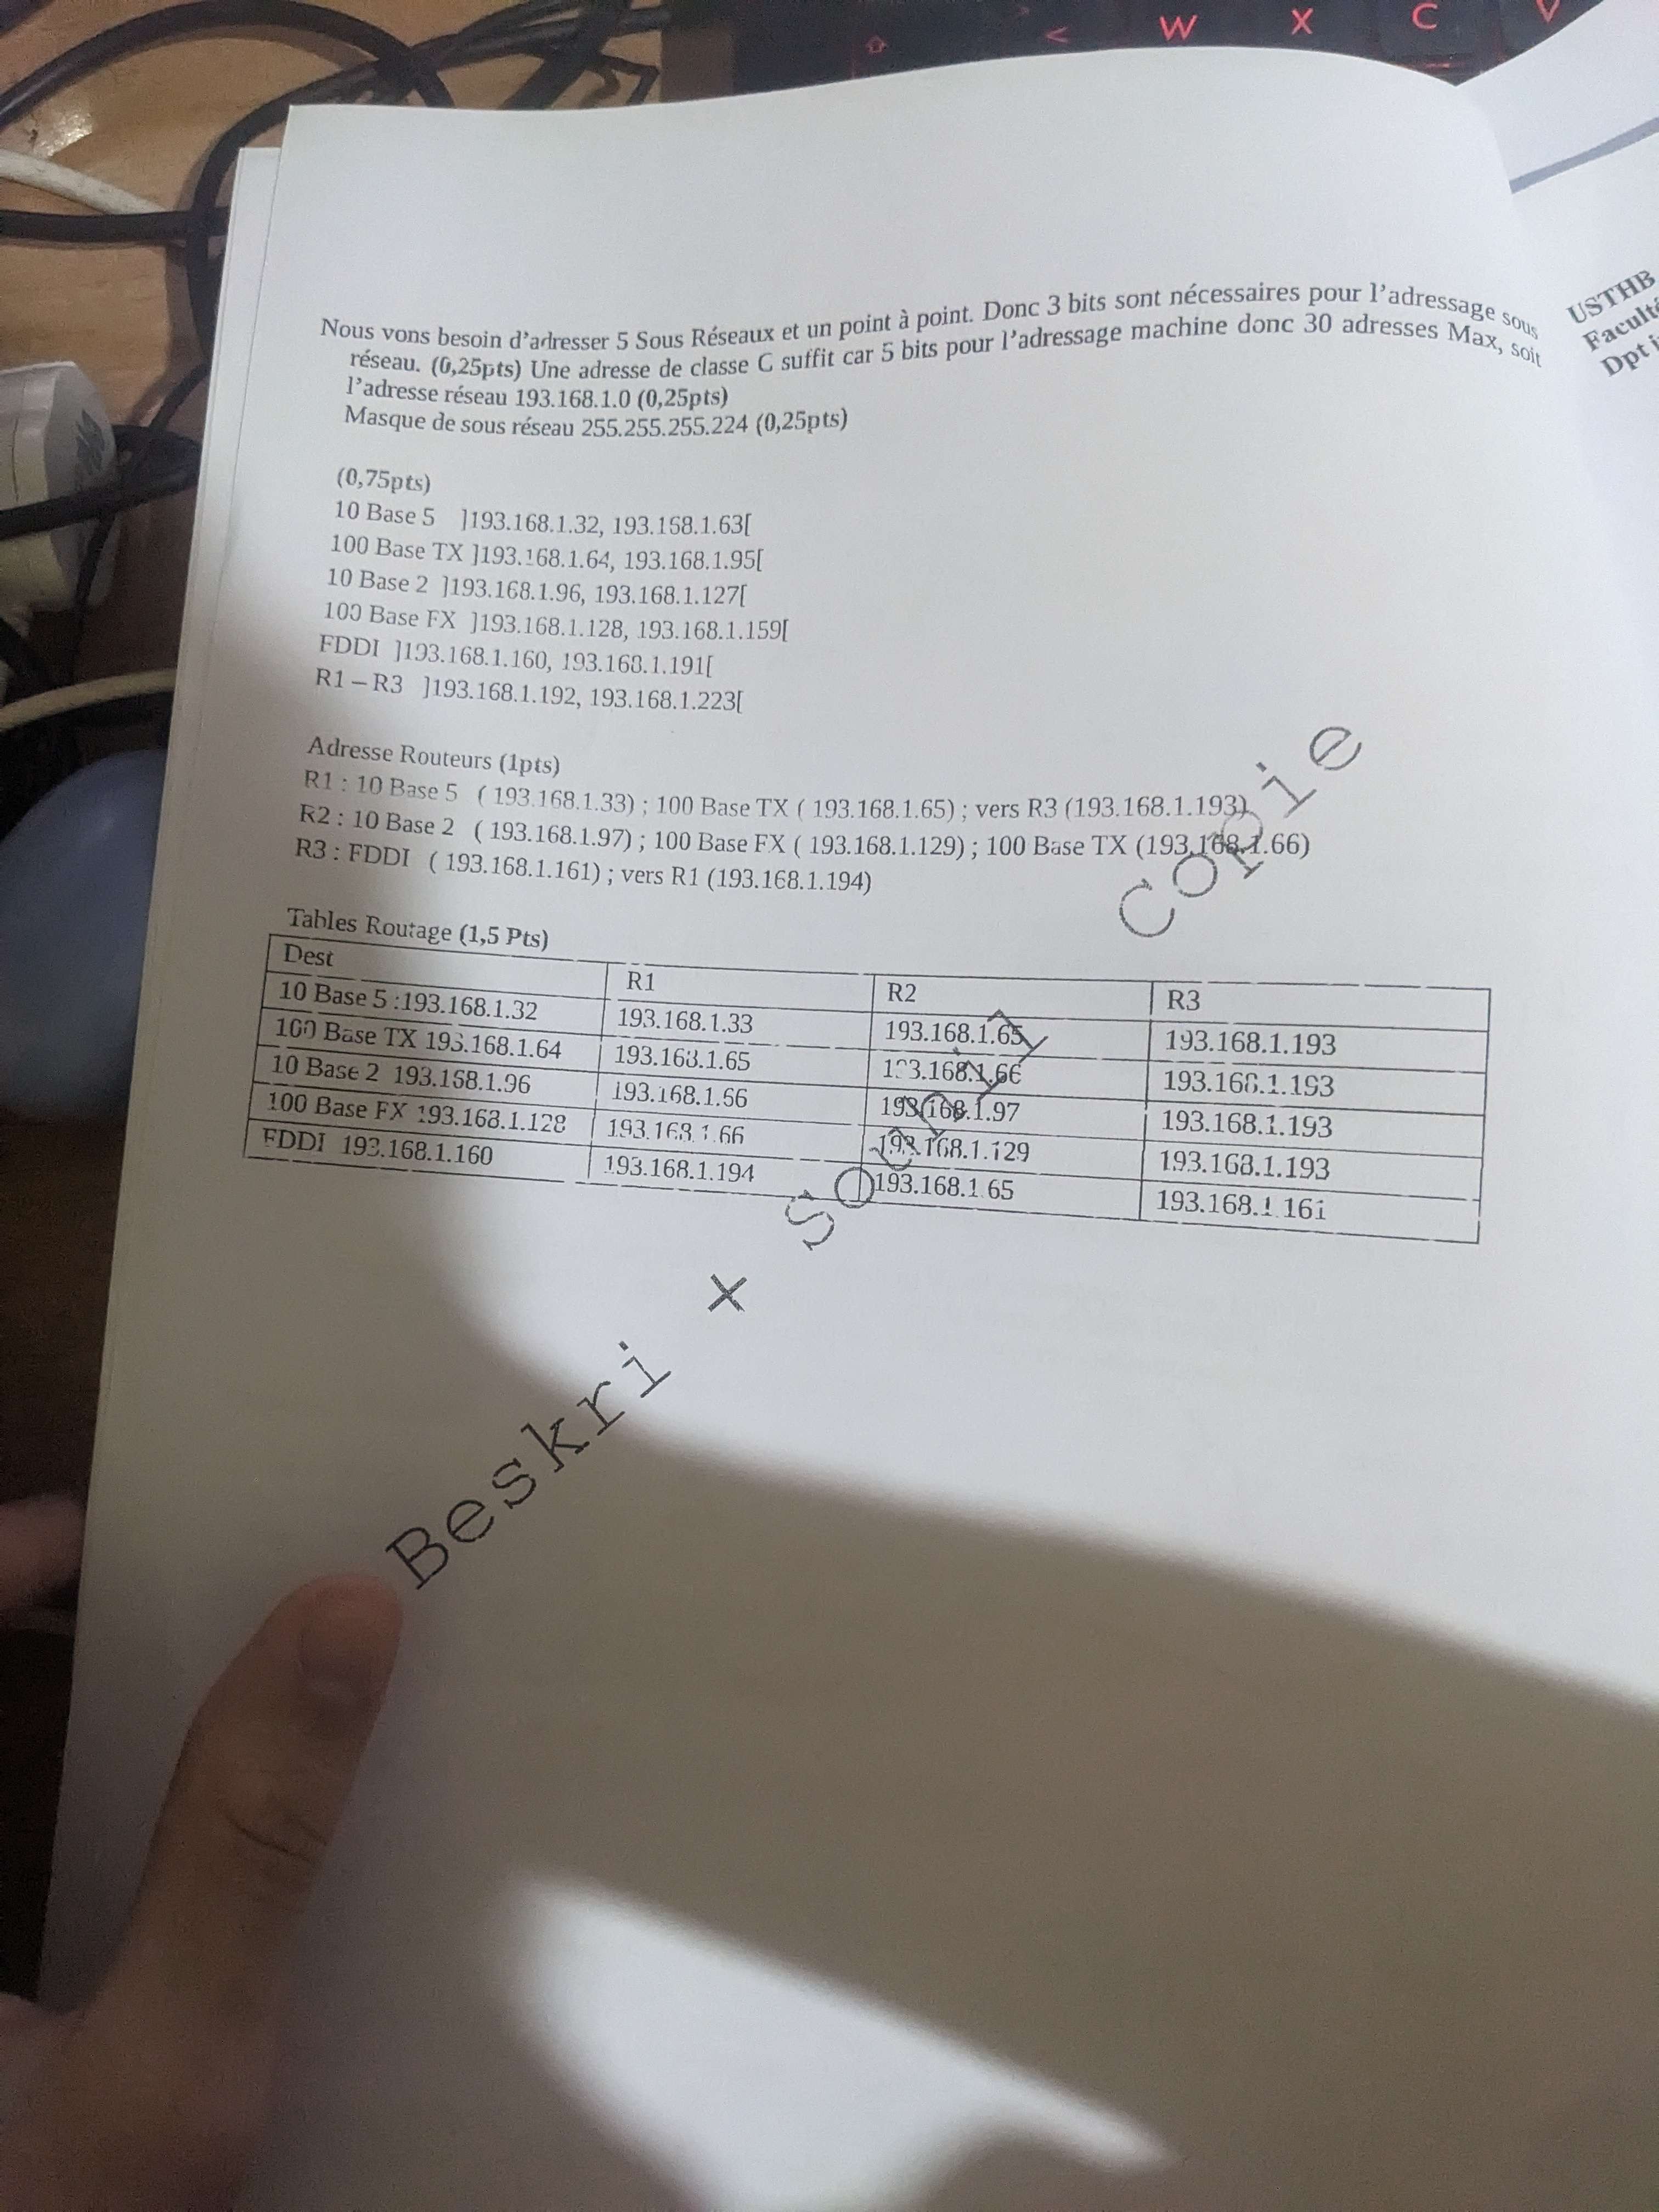 < W X C V
USTHB
Faculté
Dpt i
Nous vons besoin d'adresser 5 Sous Réseaux et un point à point. Donc 3 bits sont nécessaires pour l'adressage sous
réseau. (0,25pts) Une adresse de classe C suffit car 5 bits pour l'adressage machine donc 30 adresses Max, soit
l'adresse réseau 193.168.1.0 (0,25pts)
Masque de sous réseau 255.255.255.224 (0,25pts)
(0,75pts)
10 Base 5 ]193.168.1.32, 193.168.1.63[
100 Base TX ]193.168.1.64, 193.168.1.95[
10 Base 2 ]193.168.1.96, 193.168.1.127[
100 Base FX ]193.168.1.128, 193.168.1.159[
FDDI ]193.168.1.160, 193.168.1.191[
R1 – R3 ]193.168.1.192, 193.168.1.223[
Adresse Routeurs (1pts)
R1 : 10 Base 5 ( 193.168.1.33) ; 100 Base TX ( 193.168.1.65) ; vers R3 (193.168.1.193)
R2 : 10 Base 2 ( 193.168.1.97) ; 100 Base FX ( 193.168.1.129) ; 100 Base TX (193.168.1.66)
R3 : FDDI ( 193.168.1.161) ; vers R1 (193.168.1.194)
Tables Routage (1,5 Pts)
Dest R1 R2 R3
10 Base 5 :193.168.1.32 193.168.1.33 193.168.1.65 193.168.1.193
100 Base TX 193.168.1.64 193.168.1.65 193.168.1.66 193.168.1.193
10 Base 2 193.168.1.96 193.168.1.66 193.168.1.97 193.168.1.193
100 Base FX 193.168.1.128 193.168.1.66 193.168.1.129 193.168.1.193
FDDI 193.168.1.160 193.168.1.194 193.168.1.65 193.168.1.161
Beskri x
Copie